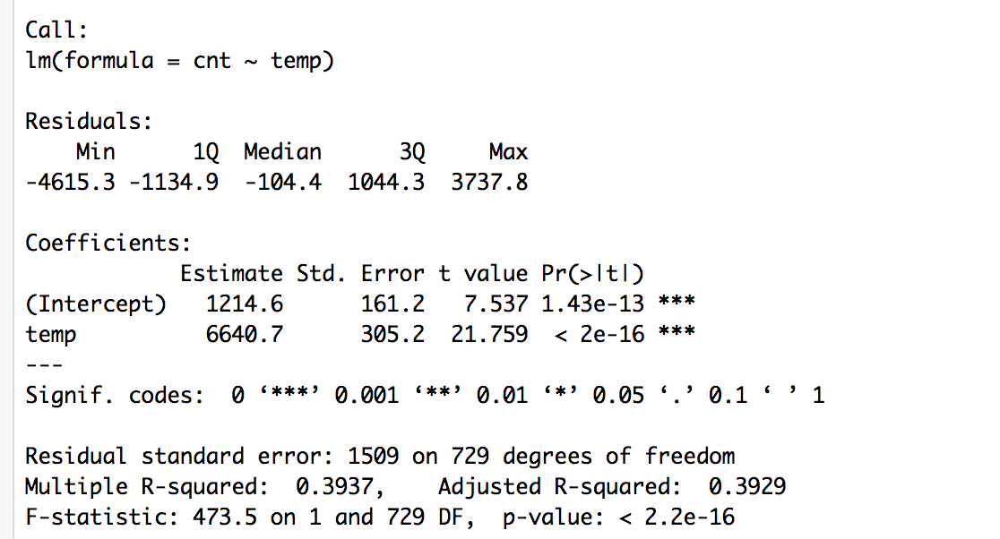 Call:
lm(formula = cnt ~ temp)
Residuals:
Min 1Q Median 3Q Max
-4615.3 -1134.9 -104.4 1044.3 3737.8
Coefficients:
Estimate Std. Error t value Pr(>|t|)
(Intercept) 1214.6 161.2 7.537 1.43e-13 ***
temp 6640.7 305.2 21.759 < 2e-16 ***
---
Signif. codes: 0 ‘***’ 0.001 ‘**’ 0.01 ‘*’ 0.05 ‘.’ 0.1 ‘ ’ 1
Residual standard error: 1509 on 729 degrees of freedom
Multiple R-squared: 0.3937, Adjusted R-squared: 0.3929
F-statistic: 473.5 on 1 and 729 DF, p-value: < 2.2e-16